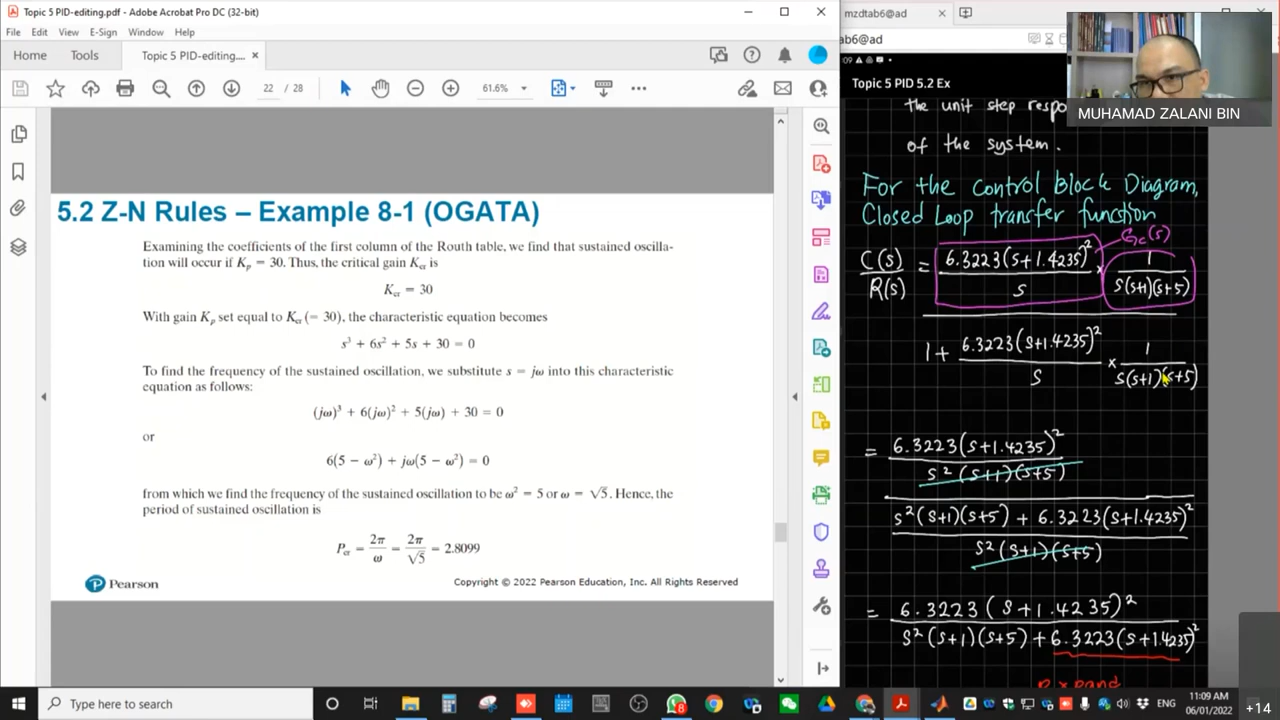 Topic 5 PID-editing.pdf - Adobe Acrobat Pro DC (32-bit)
File Edit View E-Sign Window Help
Home Tools Topic 5 PID-editing.... ×
22 / 28 61.6%
5.2 Z-N Rules – Example 8-1 (OGATA)
Examining the coefficients of the first column of the Routh table, we find that sustained oscilla-
tion will occur if Kp = 30. Thus, the critical gain Kcr is
Kcr = 30
With gain Kp set equal to Kcr (= 30), the characteristic equation becomes
s³ + 6s² + 5s + 30 = 0
To find the frequency of the sustained oscillation, we substitute s = jω into this characteristic
equation as follows:
(jω)³ + 6(jω)² + 5(jω) + 30 = 0
or
6(5 − ω²) + jω(5 − ω²) = 0
from which we find the frequency of the sustained oscillation to be ω² = 5 or ω = √5. Hence, the
period of sustained oscillation is
Pcr = 2π/ω = 2π/√5 = 2.8099
Pearson
Copyright © 2022 Pearson Education, Inc. All Rights Reserved
mzdtab6@ad
tab6@ad
:09
Topic 5 PID 5.2 Ex
MUHAMAD ZALANI BIN
the unit step respo
of the system.
For the Control Block Diagram,
Closed Loop transfer function
Gc(s)
C(s)/R(s) = 6.3223(s+1.4235)²/s × 1/s(s+1)(s+5)
1 + 6.3223(s+1.4235)²/s × 1/s(s+1)(s+5)
= 6.3223(s+1.4235)²
s²(s+1)(s+5)
s²(s+1)(s+5) + 6.3223(s+1.4235)²
s²(s+1)(s+5)
= 6.3223(s+1.4235)²
s²(s+1)(s+5) + 6.3223(s+1.4235)²
expand
Type here to search
8
ENG
11:09 AM
06/01/2022
+14